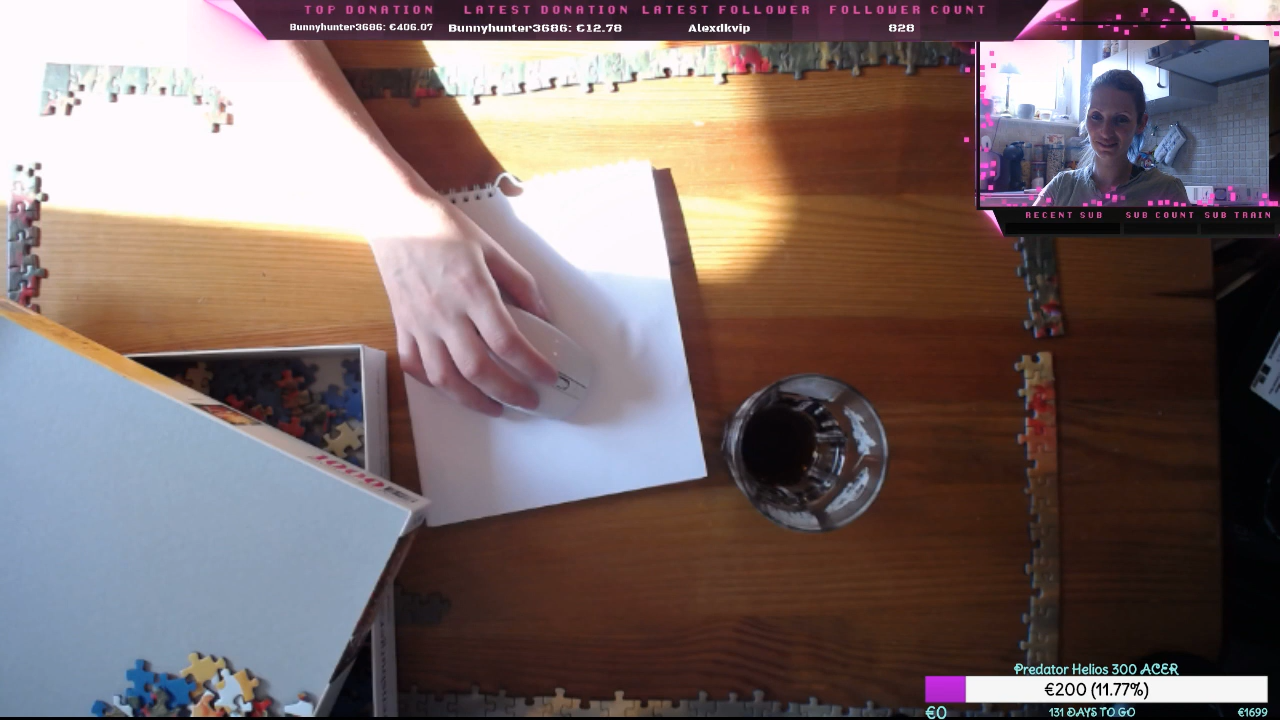 TOP DONATION
Bunnyhunter3686: €406.07
LATEST DONATION
Bunnyhunter3686: €12.78
LATEST FOLLOWER
Alexdkvip
FOLLOWER COUNT
828
RECENT SUB
SUB COUNT
SUB TRAIN
1000
Predator Helios 300 ACER
€200 (11.77%)
€0
131 DAYS TO GO
€1699